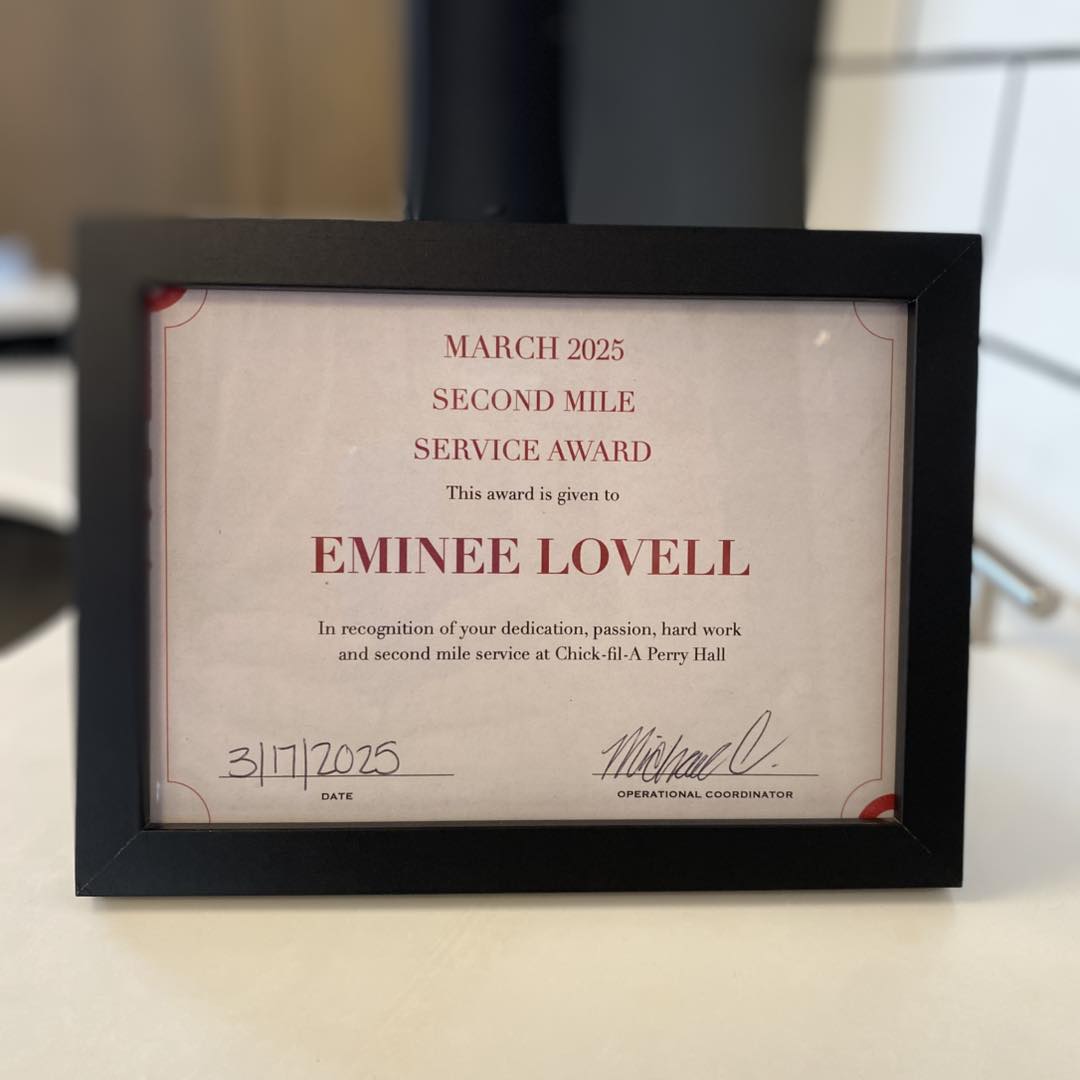 MARCH 2025
SECOND MILE
SERVICE AWARD
This award is given to
EMINEE LOVELL
In recognition of your dedication, passion, hard work
and second mile service at Chick-fil-A Perry Hall
3/17/2025 Michael C.
DATE OPERATIONAL COORDINATOR